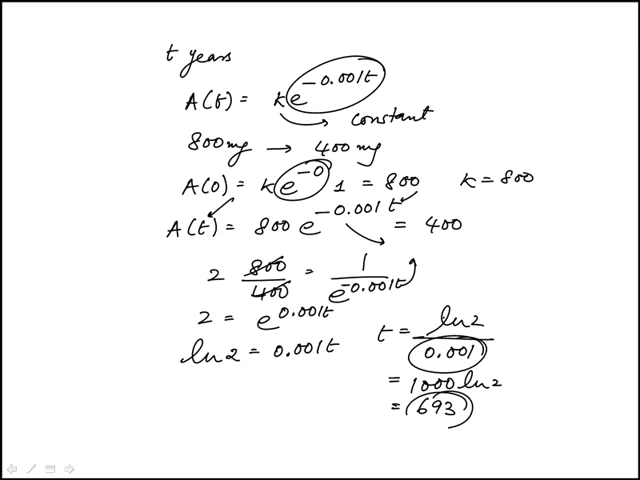 t years
A(t) = ke^{-0.001t}
constant
800mg → 400mg
A(0) = ke^{-0} 1 = 800 k = 800
A(t) = 800 e^{-0.001t} = 400
2 800/400 = 1/e^{-0.001t}
2 = e^{0.001t}
ln2 = 0.001t
t = ln2/0.001
= 1000 ln2
= 693